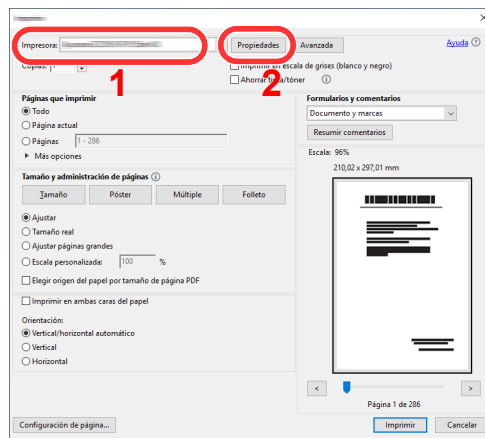 Impresora:
Propiedades
Avanzada
Ayuda
Copias: 1
Imprimir en escala de grises (blanco y negro)
Ahorrar tinta/tóner
1
2
Páginas que imprimir
Todo
Página actual
Páginas 1 - 286
Más opciones
Tamaño y administración de páginas
Tamaño Póster Múltiple Folleto
Ajustar
Tamaño real
Ajustar páginas grandes
Escala personalizada: 100 %
Elegir origen del papel por tamaño de página PDF
Imprimir en ambas caras del papel
Orientación:
Vertical/horizontal automático
Vertical
Horizontal
Formularios y comentarios
Documento y marcas
Resumir comentarios
Escala: 96%
210,02 x 297,01 mm
< >
Página 1 de 286
Configuración de página...
Imprimir Cancelar